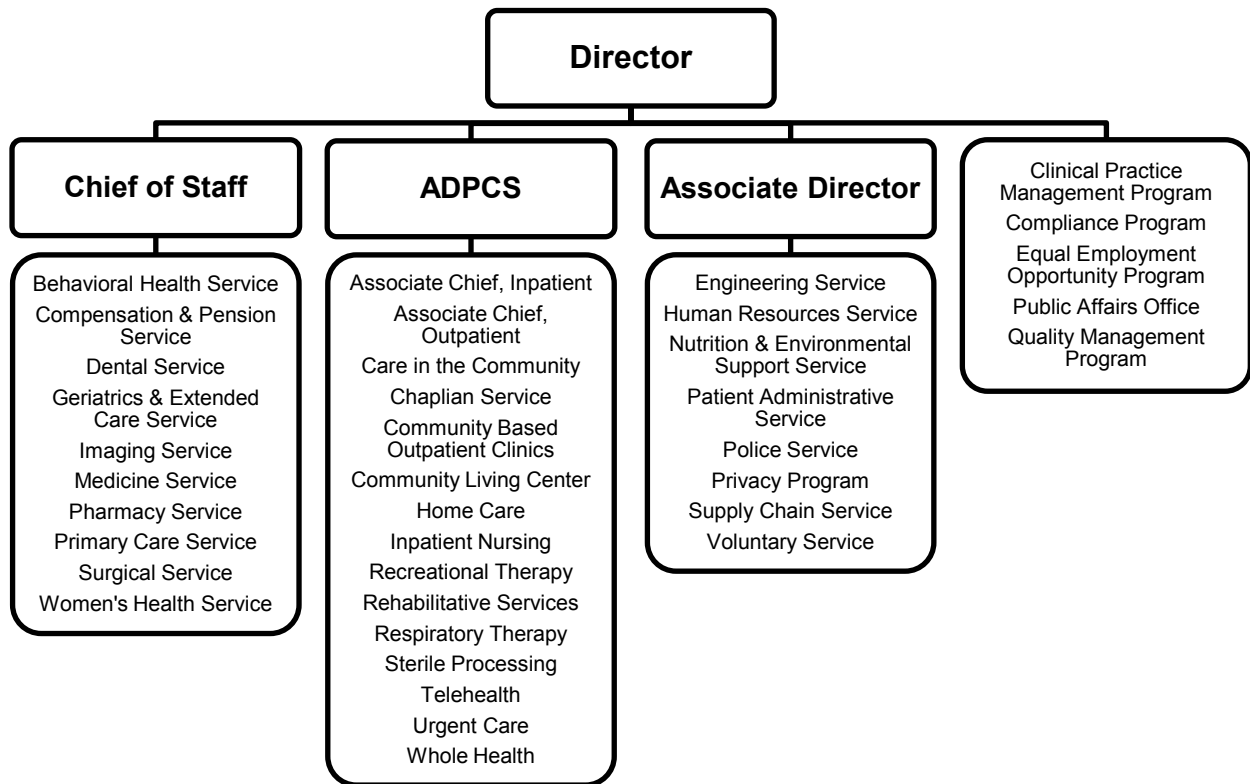 Director
Chief of Staff
Behavioral Health Service
Compensation & Pension
Service
Dental Service
Geriatrics & Extended
Care Service
Imaging Service
Medicine Service
Pharmacy Service
Primary Care Service
Surgical Service
Women's Health Service
ADPCS
Associate Chief, Inpatient
Associate Chief,
Outpatient
Care in the Community
Chaplian Service
Community Based
Outpatient Clinics
Community Living Center
Home Care
Inpatient Nursing
Recreational Therapy
Rehabilitative Services
Respiratory Therapy
Sterile Processing
Telehealth
Urgent Care
Whole Health
Associate Director
Engineering Service
Human Resources Service
Nutrition & Environmental
Support Service
Patient Administrative
Service
Police Service
Privacy Program
Supply Chain Service
Voluntary Service
Clinical Practice
Management Program
Compliance Program
Equal Employment
Opportunity Program
Public Affairs Office
Quality Management
Program